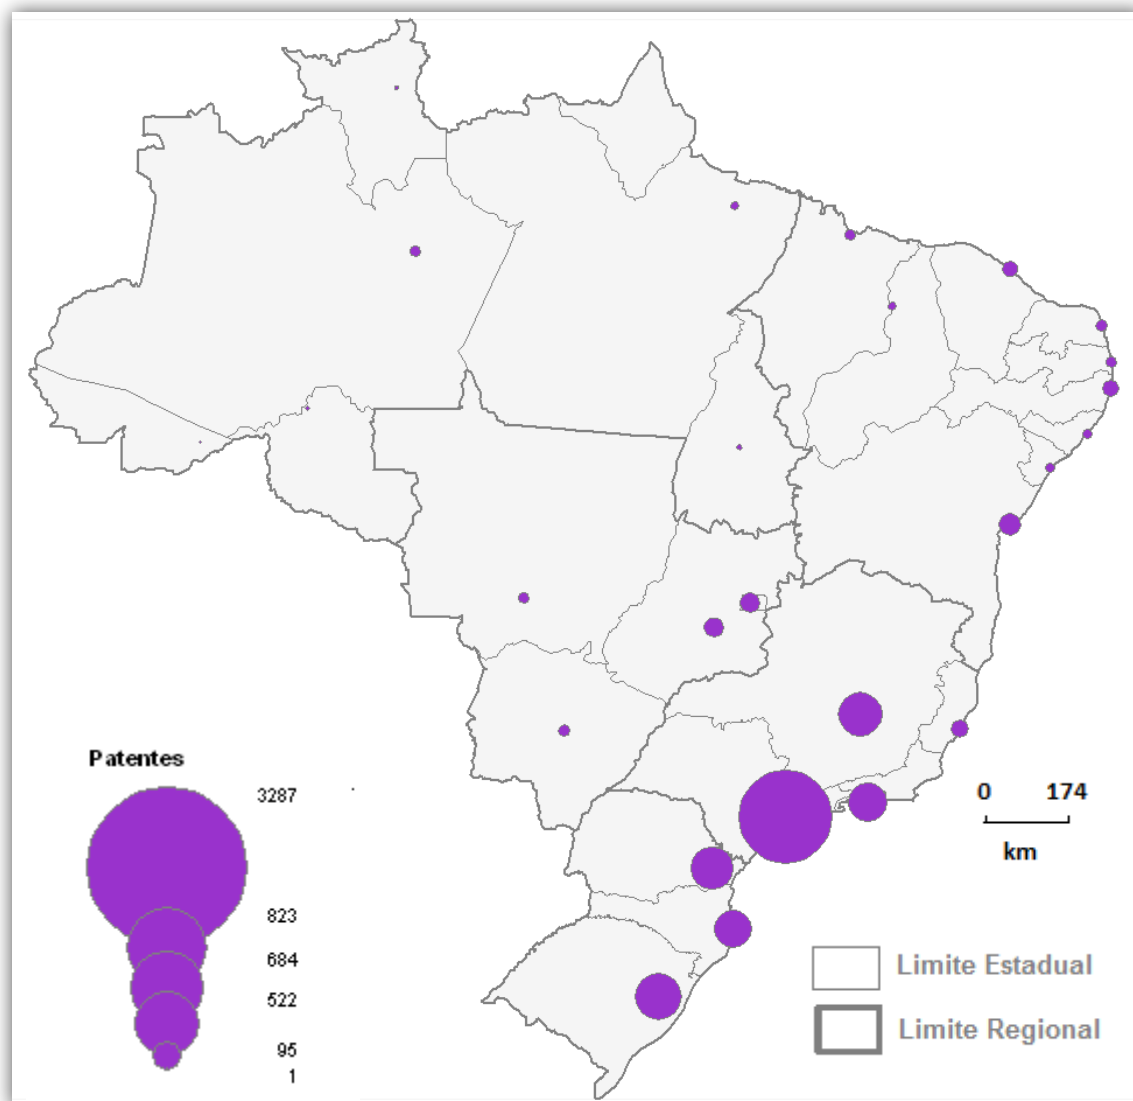 Patentes
3287
823
684
522
95
1
0 174
km
Limite Estadual
Limite Regional